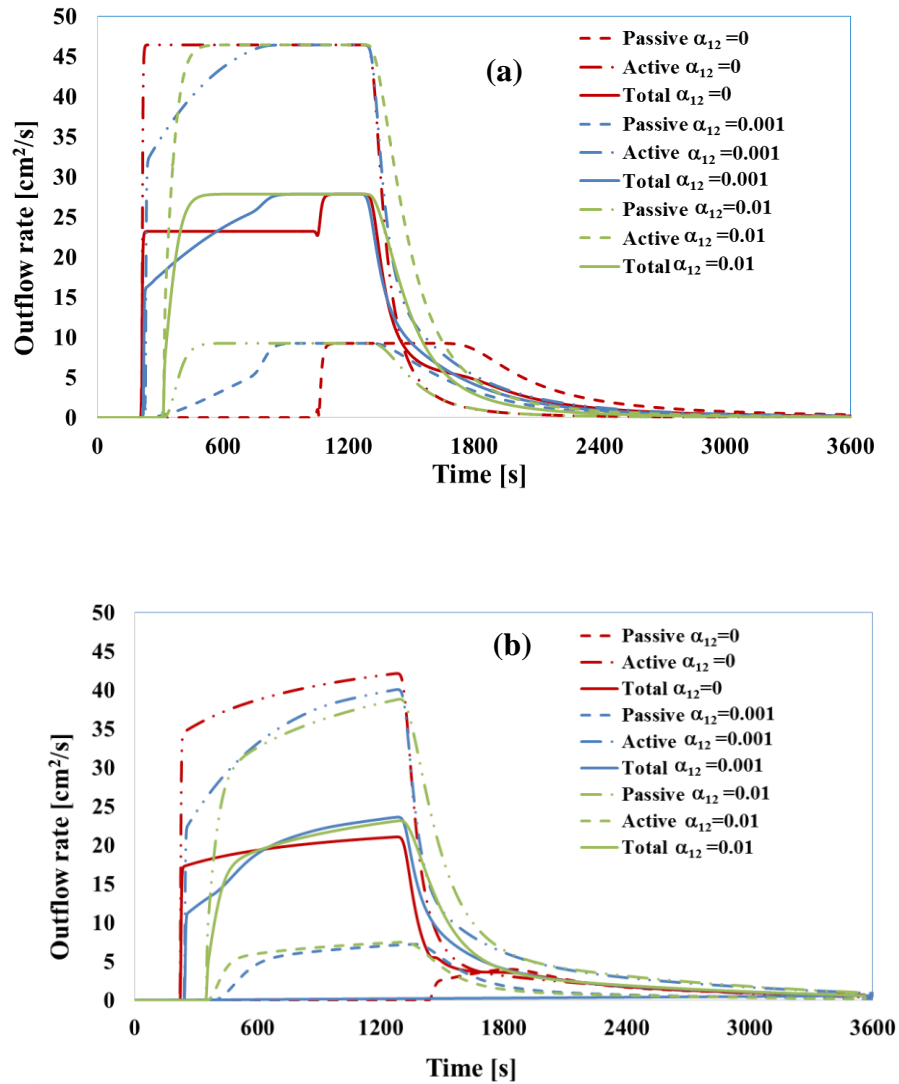 50
45
40
35
30
25
20
15
10
5
0
Outflow rate [cm²/s]
(a)
Passive α₁₂ =0
Active α₁₂ =0
Total α₁₂ =0
Passive α₁₂ =0.001
Active α₁₂ =0.001
Total α₁₂ =0.001
Passive α₁₂=0.01
Active α₁₂ =0.01
Total α₁₂ =0.01
0 600 1200 1800 2400 3000 3600
Time [s]
50
45
40
35
30
25
20
15
10
5
0
Outflow rate [cm²/s]
(b)
Passive α₁₂=0
Active α₁₂ =0
Total α₁₂=0
Passive α₁₂=0.001
Active α₁₂ =0.001
Total α₁₂ =0.001
Passive α₁₂ =0.01
Active α₁₂=0.01
Total α₁₂ =0.01
0 600 1200 1800 2400 3000 3600
Time [s]